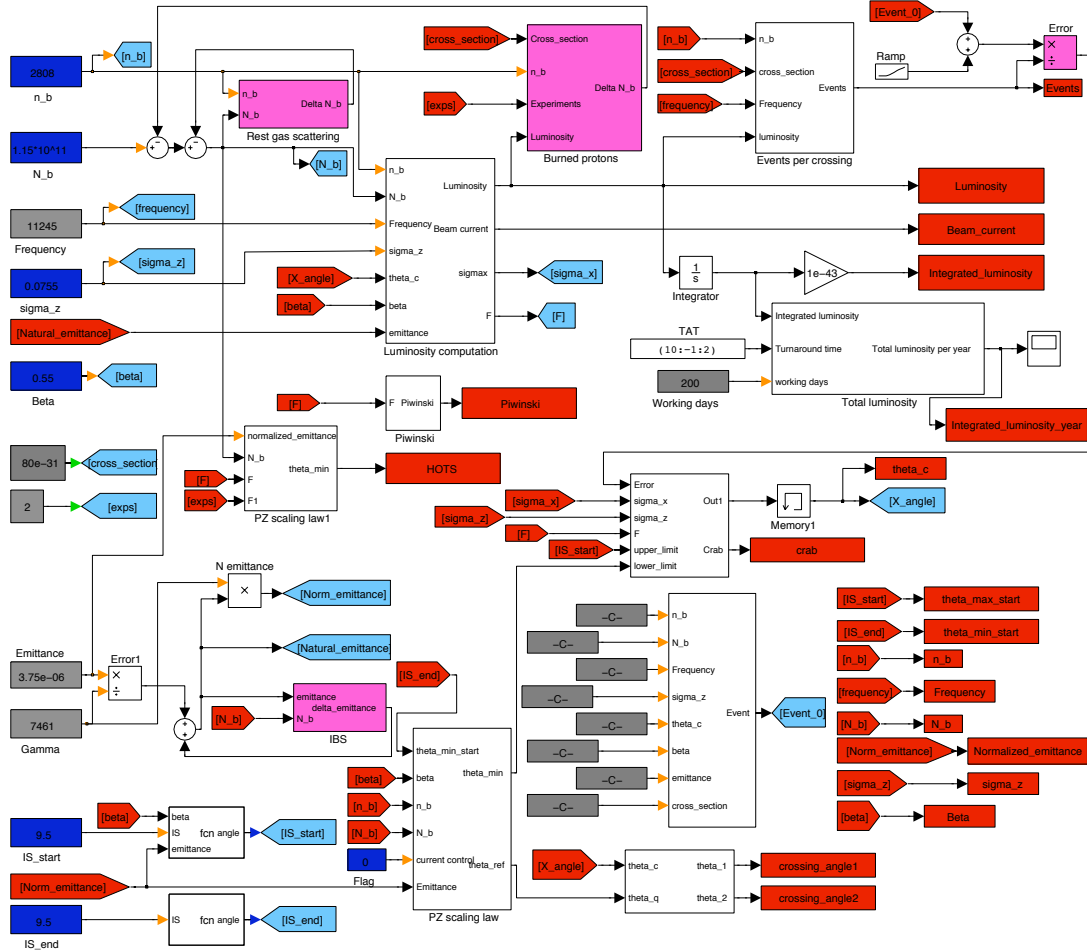 [Event_0]
Error
[cross_section]
Cross_section
[n_b]
n_b
+
+
×
÷
[n_b]
2808
n_b
n_b
Ramp
[cross_section]
cross_section
Events
Delta N_b
Events
n_b
Delta N_b
N_b
[exps]
Experiments
[frequency]
Frequency
Rest gas scattering
Luminosity
luminosity
Burned protons
Events per crossing
1.15*10^11
N_b
+
−
+
−
[N_b]
n_b
Luminosity
Luminosity
N_b
[frequency]
11245
Frequency
Frequency
Beam current
Beam_current
[sigma_z]
sigma_z
0.0755
sigma_z
[X_angle]
theta_c
sigmax
[sigma_x]
1
s
Integrator
1e-43
Integrated_luminosity
[beta]
beta
F
[F]
[Natural_emittance]
emittance
Luminosity computation
Integrated luminosity
TAT
(10:-1:2)
Turnaround time
Total luminosity per year
200
working days
Working days
Total luminosity
0.55
Beta
[beta]
[F]
F
Piwinski
Piwinski
Piwinski
Integrated_luminosity_year
80e-31
[cross_section
2
[exps]
normalized_emittance
N_b
theta_min
[F]
F
[exps]
F1
PZ scaling law1
HOTS
Error
[sigma_x]
sigma_x
Out1
[sigma_z]
sigma_z
[F]
F
[IS_start]
upper_limit
Crab
lower_limit
Memory1
theta_c
[X_angle]
crab
N emittance
×
[Norm_emittance]
[Natural_emittance]
Emittance
3.75e-06
Error1
×
÷
7461
Gamma
+
+
emittance
delta_emittance
[N_b]
N_b
IBS
[IS_end]
theta_min_start
theta_min
[beta]
beta
[n_b]
n_b
[N_b]
N_b
0
Flag
current control
theta_ref
Emittance
PZ scaling law
-C-
n_b
-C-
N_b
-C-
Frequency
-C-
sigma_z
Event
[Event_0]
-C-
theta_c
-C-
beta
-C-
emittance
-C-
cross_section
[IS_start]
theta_max_start
[IS_end]
theta_min_start
[n_b]
n_b
[frequency]
Frequency
[N_b]
N_b
[Norm_emittance]
Normalized_emittance
[sigma_z]
sigma_z
[beta]
Beta
[beta]
beta
9.5
IS_start
IS
fcn angle
emittance
[IS_start]
[Norm_emittance]
9.5
IS_end
IS
fcn angle
[IS_end]
[X_angle]
theta_c
theta_1
crossing_angle1
theta_q
theta_2
crossing_angle2